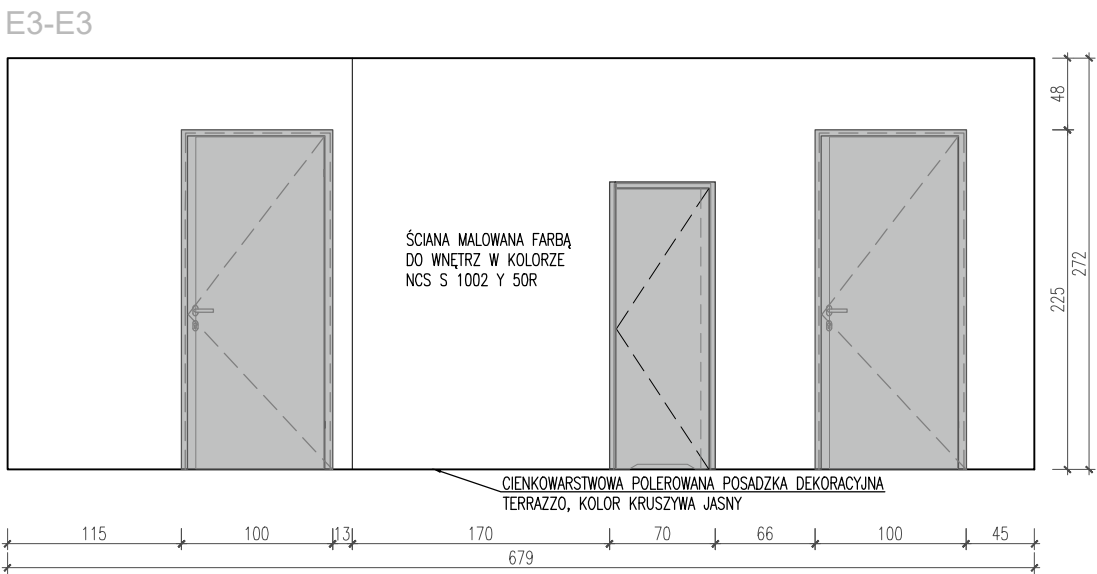 E3-E3
48
272
225
ŚCIANA MALOWANA FARBĄ
DO WNĘTRZ W KOLORZE
NCS S 1002 Y 50R
CIENKOWARSTWOWA POLEROWANA POSADZKA DEKORACYJNA
TERRAZZO, KOLOR KRUSZYWA JASNY
115 100 13 170 70 66 100 45
679